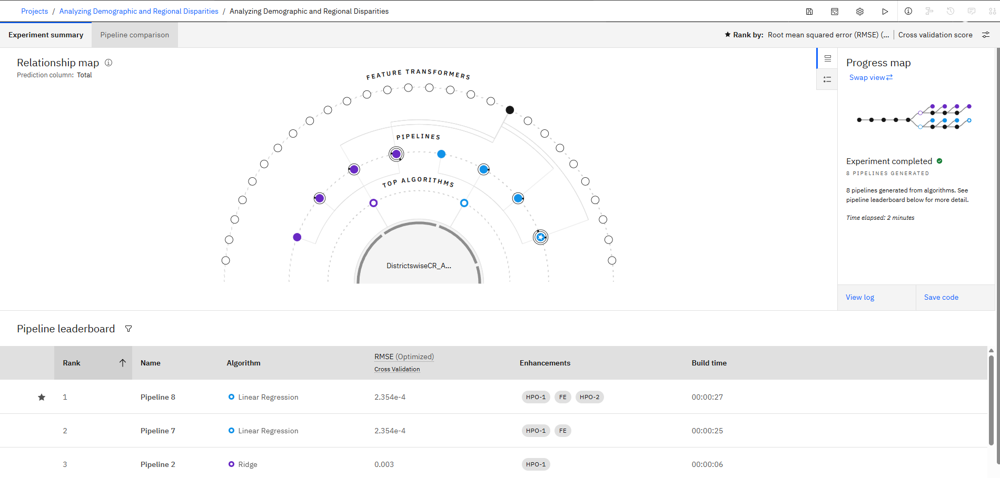 Projects / Analyzing Demographic and Regional Disparities / Analyzing Demographic and Regional Disparities
Experiment summary
Pipeline comparison
Rank by: Root mean squared error (RMSE) (... | Cross validation score
Relationship map
Prediction column: Total
FEATURE TRANSFORMERS
PIPELINES
TOP ALGORITHMS
DistrictswiseCR_A...
Progress map
Swap view
Experiment completed
8 PIPELINES GENERATED
8 pipelines generated from algorithms. See
pipeline leaderboard below for more detail.
Time elapsed: 2 minutes
View log
Save code
Pipeline leaderboard
Rank Name Algorithm RMSE (Optimized) Enhancements Build time
Cross Validation
1 Pipeline 8 Linear Regression 2.354e-4 HPO-1 FE HPO-2 00:00:27
2 Pipeline 7 Linear Regression 2.354e-4 HPO-1 FE 00:00:25
3 Pipeline 2 Ridge 0.003 HPO-1 00:00:06